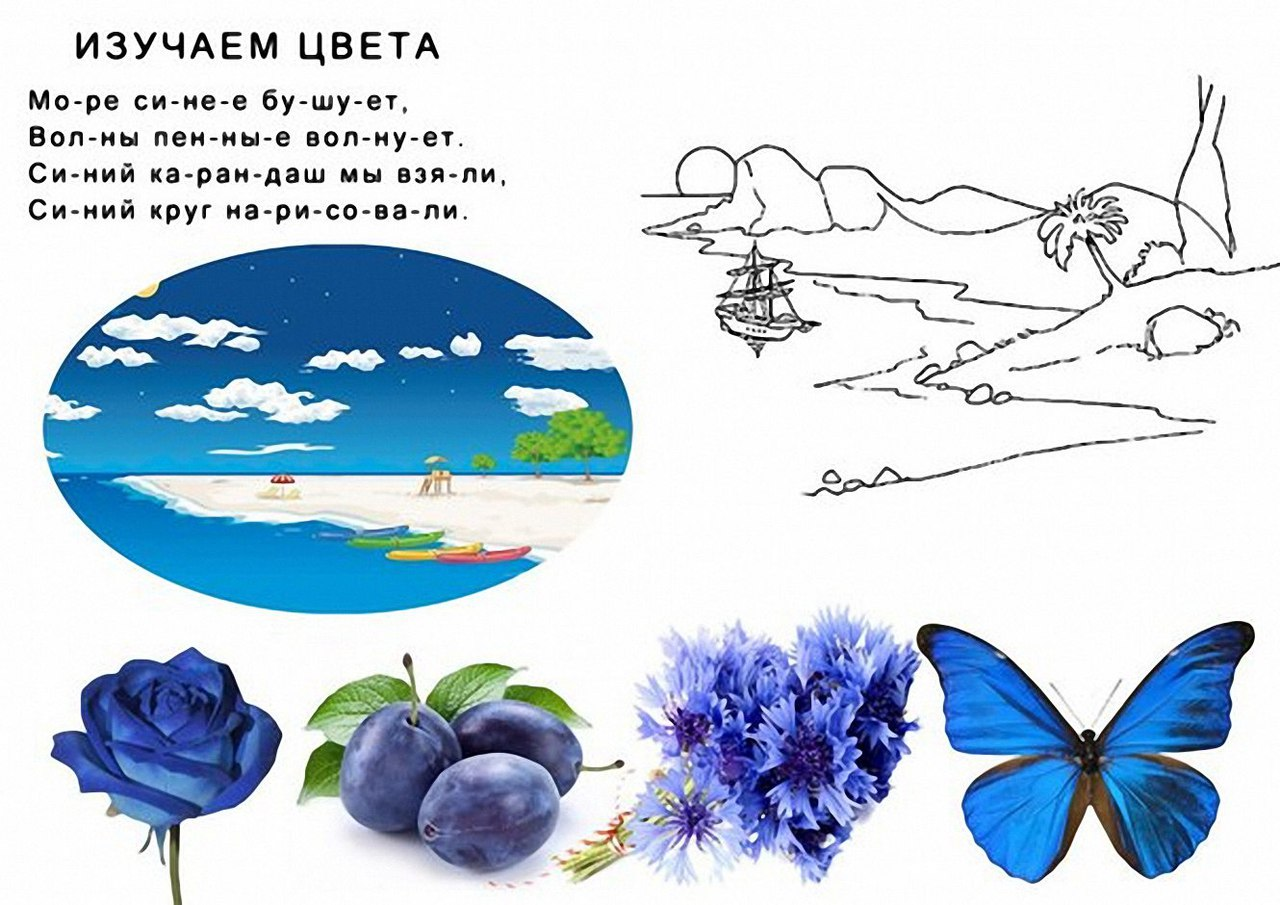 ИЗУЧАЕМ ЦВЕТА
Мо-ре си-не-е бу-шу-ет,
Вол-ны пен-ны-е вол-ну-ет.
Си-ний ка-ран-даш мы взя-ли,
Си-ний круг на-ри-со-ва-ли.